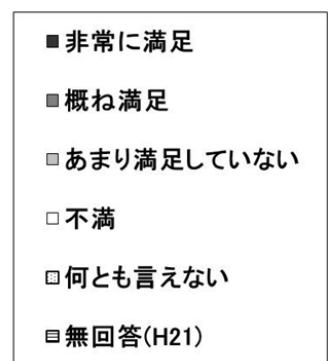 非常に満足
概ね満足
あまり満足していない
不満
何とも言えない
無回答(H21)